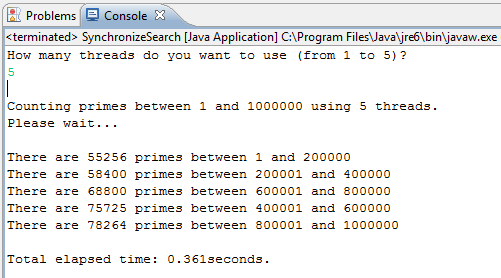 Problems Console
<terminated> SynchronizeSearch [Java Application] C:\Program Files\Java\jre6\bin\javaw.exe
How many threads do you want to use (from 1 to 5)?
5
Counting primes between 1 and 1000000 using 5 threads.
Please wait...
There are 55256 primes between 1 and 200000
There are 58400 primes between 200001 and 400000
There are 68800 primes between 600001 and 800000
There are 75725 primes between 400001 and 600000
There are 78264 primes between 800001 and 1000000
Total elapsed time: 0.361seconds.